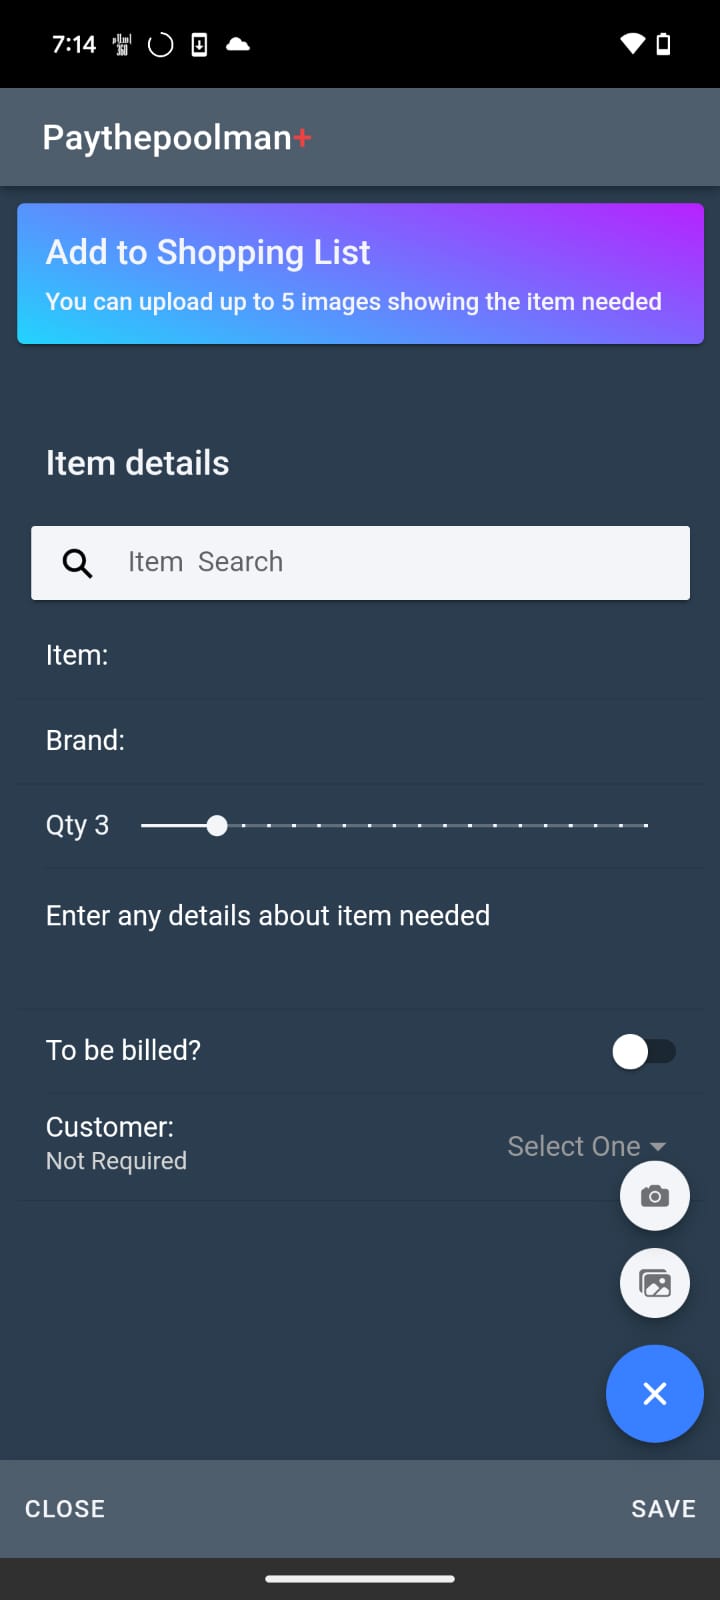 7:14
360
Paythepoolman+
Add to Shopping List
You can upload up to 5 images showing the item needed
Item details
Item Search
Item:
Brand:
Qty 3
Enter any details about item needed
To be billed?
Customer:
Not Required
Select One
CLOSE
SAVE